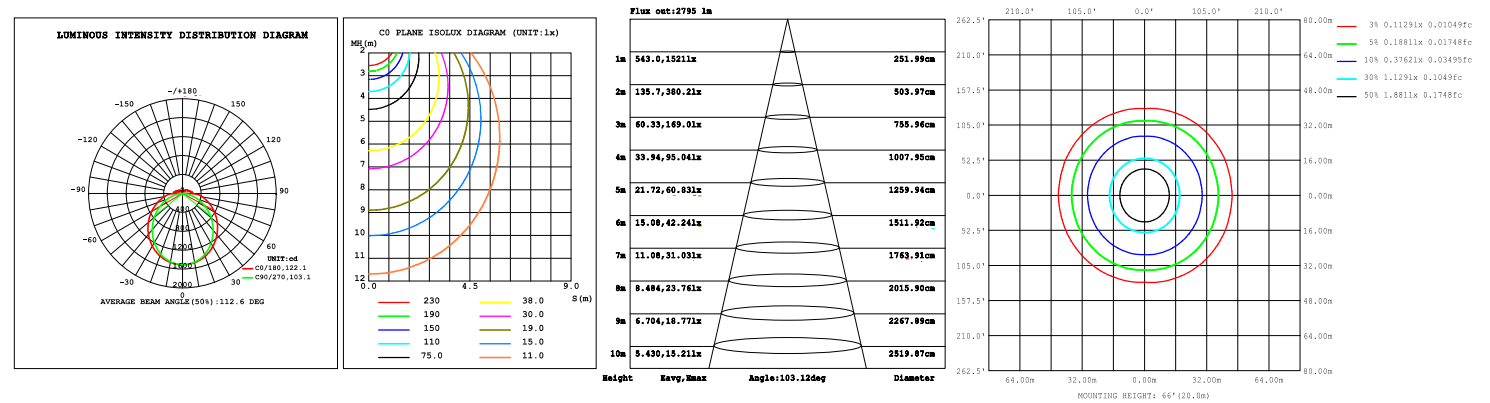 LUMINOUS INTENSITY DISTRIBUTION DIAGRAM
-/+180
-150
150
-120
120
-90
90
-60
60
-30
30
0
400
800
1200
1600
2000
UNIT:cd
C0/180,122.1
C90/270,103.1
AVERAGE BEAM ANGLE(50%):112.6 DEG
C0 PLANE ISOLUX DIAGRAM (UNIT:lx)
MH(m)
2
3
4
5
6
7
8
9
10
11
12
0.0 4.5 9.0
S(m)
230 38.0
190 30.0
150 19.0
110 15.0
75.0 11.0
Flux out:2795 lm
1m 543.0,1521lx 251.99cm
2m 135.7,380.2lx 503.97cm
3m 60.33,169.0lx 755.96cm
4m 33.94,95.04lx 1007.95cm
5m 21.72,60.83lx 1259.94cm
6m 15.08,42.24lx 1511.92cm
7m 11.08,31.03lx 1763.91cm
8m 8.484,23.76lx 2015.90cm
9m 6.704,18.77lx 2267.89cm
10m 5.430,15.21lx 2519.87cm
Height Eavg,Emax Angle:103.12deg Diameter
210.0' 105.0' 0.0' 105.0' 210.0'
262.5' 80.00m
210.0' 64.00m
157.5' 48.00m
105.0' 32.00m
52.5' 16.00m
0.0' 0.00m
52.5' 16.00m
105.0' 32.00m
157.5' 48.00m
210.0' 64.00m
262.5' 80.00m
64.00m 32.00m 0.00m 32.00m 64.00m
MOUNTING HEIGHT: 66'(20.0m)
3% 0.1129lx 0.01049fc
5% 0.1881lx 0.01748fc
10% 0.3762lx 0.03495fc
30% 1.129lx 0.1049fc
50% 1.881lx 0.1748fc